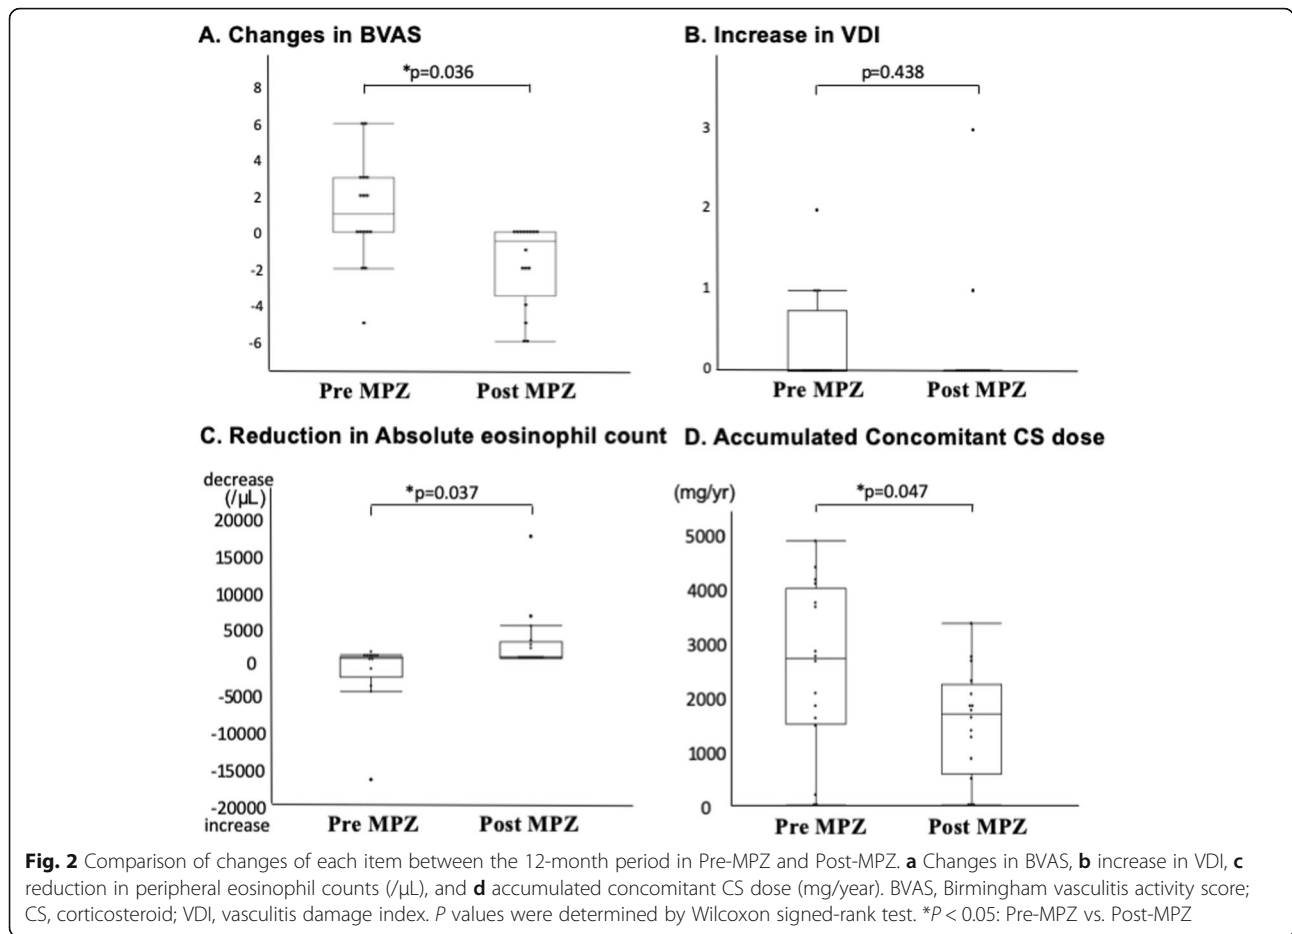 A. Changes in BVAS
*p=0.036
8
6
4
2
0
-2
-4
-6
Pre MPZ Post MPZ
B. Increase in VDI
p=0.438
3
2
1
0
Pre MPZ Post MPZ
C. Reduction in Absolute eosinophil count
decrease
(/μL)
*p=0.037
20000
15000
10000
5000
0
-5000
-10000
-15000
-20000
increase
Pre MPZ Post MPZ
D. Accumulated Concomitant CS dose
(mg/yr)
*p=0.047
5000
4000
3000
2000
1000
0
Pre MPZ Post MPZ
Fig. 2 Comparison of changes of each item between the 12-month period in Pre-MPZ and Post-MPZ. a Changes in BVAS, b increase in VDI, c
reduction in peripheral eosinophil counts (/μL), and d accumulated concomitant CS dose (mg/year). BVAS, Birmingham vasculitis activity score;
CS, corticosteroid; VDI, vasculitis damage index. P values were determined by Wilcoxon signed-rank test. *P < 0.05: Pre-MPZ vs. Post-MPZ